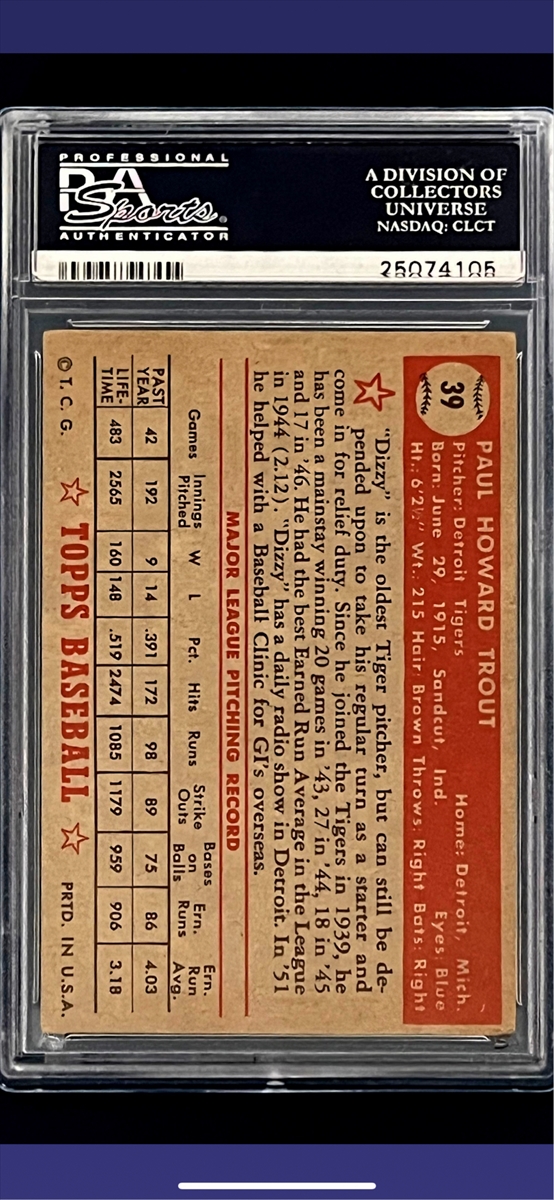 PROFESSIONAL
PSA
Sports®
AUTHENTICATOR
A DIVISION OF
COLLECTORS
UNIVERSE
NASDAQ: CLCT
25074105
39
PAUL HOWARD TROUT
Pitcher: Detroit Tigers Home: Detroit, Mich.
Born: June 29, 1915, Sandcut, Ind. Eyes: Blue
Ht.: 6'2½" Wt.: 215 Hair: Brown Throws: Right Bats: Right
"Dizzy" is the oldest Tiger pitcher, but can still be de-
pended upon to take his regular turn as a starter and
come in for relief duty. Since he joined the Tigers in 1939, he
has been a mainstay winning 20 games in '43, 27 in '44, 18 in '45
and 17 in '46. He had the best Earned Run Average in the League
in 1944 (2.12). "Dizzy" has a daily radio show in Detroit. In '51
he helped with a Baseball Clinic for GI's overseas.
MAJOR LEAGUE PITCHING RECORD
Games Innings Pitched W L Pct. Hits Runs Strike Outs Bases on Balls Ern. Runs Ern. Run Avg.
PAST YEAR 42 192 9 14 .391 172 98 89 75 86 4.03
LIFE-TIME 483 2565 160 148 .519 2474 1085 1179 959 906 3.18
© T. C. G. TOPPS BASEBALL PRTD. IN U.S.A.